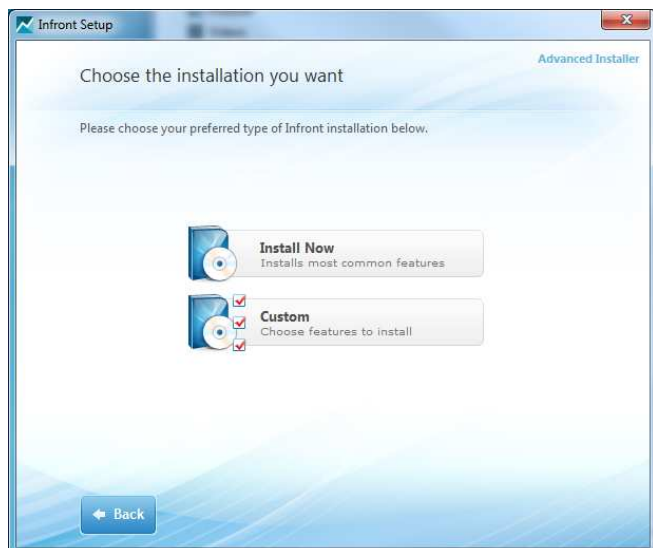 Infront Setup
Advanced Installer
Choose the installation you want
Please choose your preferred type of Infront installation below.
Install Now
Installs most common features
Custom
Choose features to install
Back